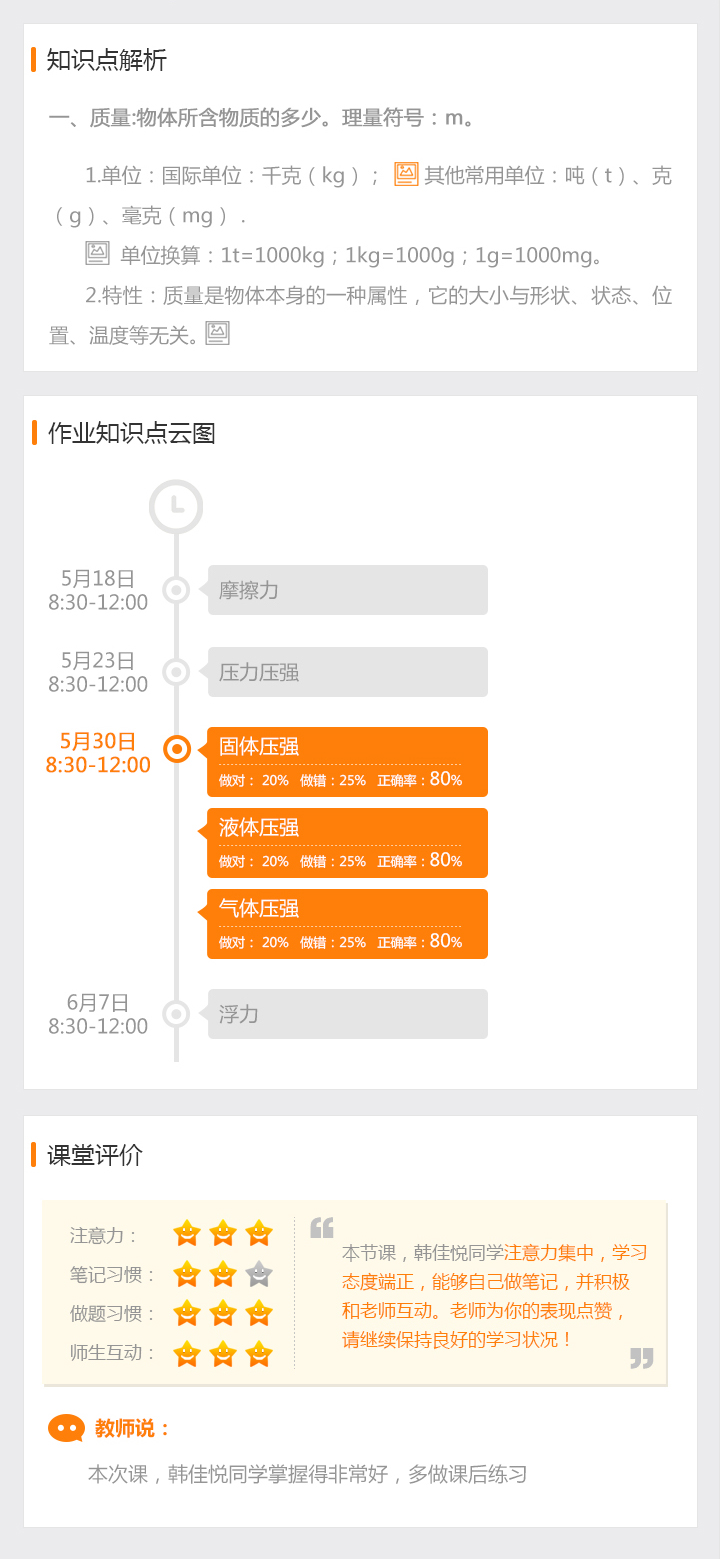 知识点解析
一、质量:物体所含物质的多少。理量符号：m。
1.单位：国际单位：千克（kg）； 其他常用单位：吨（t）、克
（g）、毫克（mg）.
单位换算：1t=1000kg；1kg=1000g；1g=1000mg。
2.特性：质量是物体本身的一种属性，它的大小与形状、状态、位
置、温度等无关。
作业知识点云图
5月18日
8:30-12:00
摩擦力
5月23日
8:30-12:00
压力压强
5月30日
8:30-12:00
固体压强
做对： 20% 做错：25% 正确率：80%
液体压强
做对： 20% 做错：25% 正确率：80%
气体压强
做对： 20% 做错：25% 正确率：80%
6月7日
8:30-12:00
浮力
课堂评价
注意力：
笔记习惯：
做题习惯：
师生互动：
“
本节课，韩佳悦同学注意力集中，学习
态度端正，能够自己做笔记，并积极
和老师互动。老师为你的表现点赞，
请继续保持良好的学习状况！
”
教师说：
本次课，韩佳悦同学掌握得非常好，多做课后练习